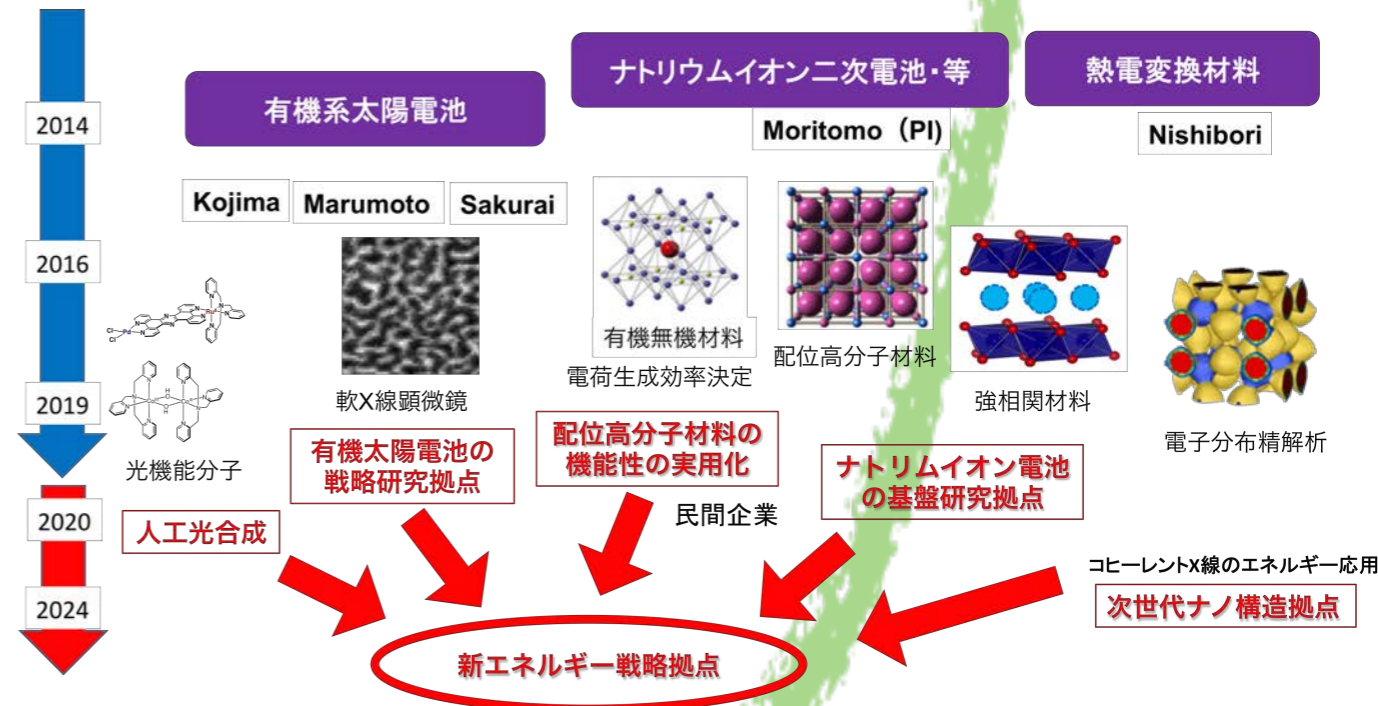 2014
2016
2019
2020
2024
有機系太陽電池
ナトリウムイオン二次電池・等
熱電変換材料
Moritomo（PI)
Nishibori
Kojima
Marumoto
Sakurai
有機無機材料
電荷生成効率決定
配位高分子材料
軟X線顕微鏡
強相関材料
電子分布精解析
光機能分子
人工光合成
有機太陽電池の
戦略研究拠点
配位高分子材料の
機能性の実用化
民間企業
ナトリムイオン電池
の基盤研究拠点
コヒーレントX線のエネルギー応用
次世代ナノ構造拠点
新エネルギー戦略拠点